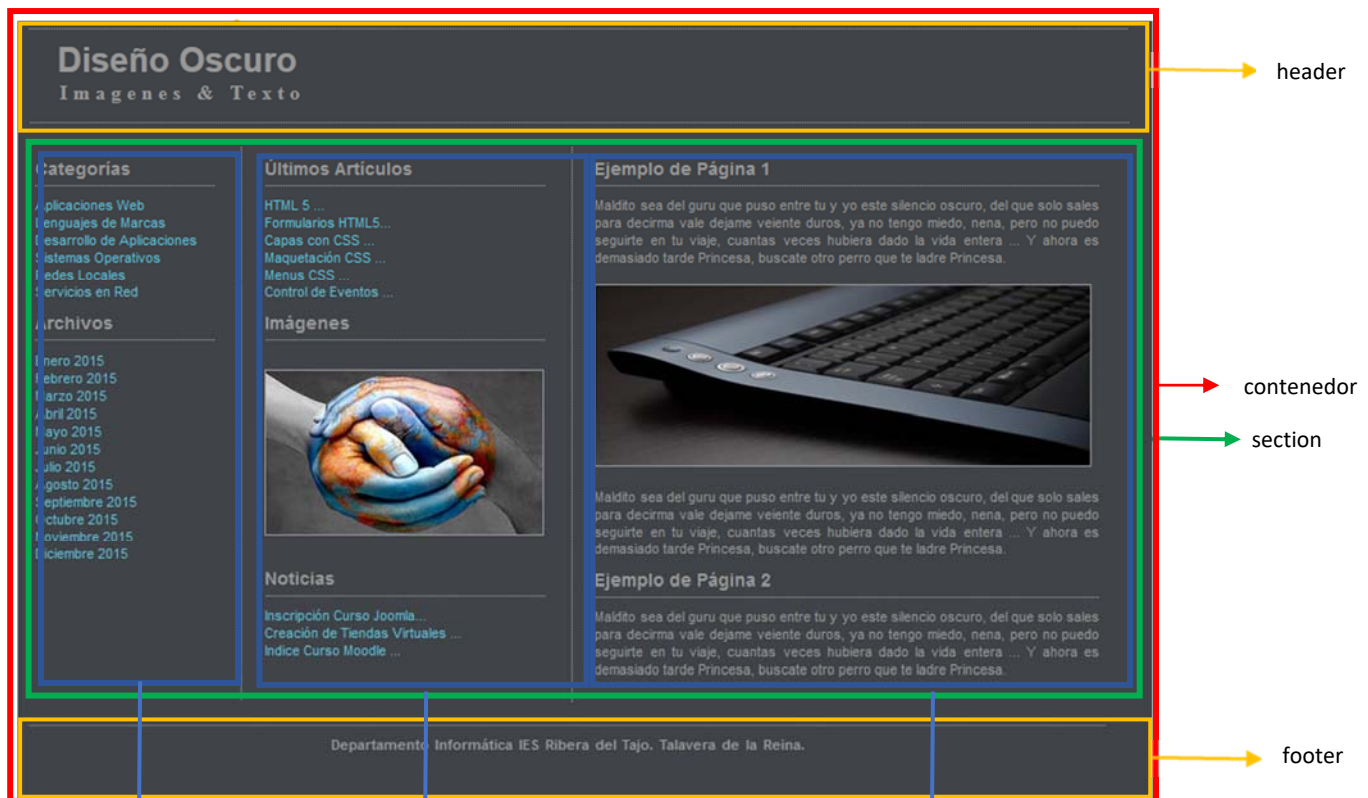 Diseño Oscuro
Imagenes & Texto
header
Categorías
Aplicaciones Web
Lenguajes de Marcas
Desarrollo de Aplicaciones
Sistemas Operativos
Redes Locales
Servicios en Red
Archivos
Enero 2015
Febrero 2015
Marzo 2015
Abril 2015
Mayo 2015
Junio 2015
Julio 2015
Agosto 2015
Septiembre 2015
Octubre 2015
Noviembre 2015
Diciembre 2015
Últimos Artículos
HTML 5 ...
Formularios HTML5...
Capas con CSS ...
Maquetación CSS ...
Menus CSS ...
Control de Eventos ...
Imágenes
Noticias
Inscripción Curso Joomla...
Creación de Tiendas Virtuales ...
Indice Curso Moodle ...
Ejemplo de Página 1
Maldito sea del guru que puso entre tu y yo este silencio oscuro, del que solo sales
para decirma vale dejame veiente duros, ya no tengo miedo, nena, pero no puedo
seguirte en tu viaje, cuantas veces hubiera dado la vida entera ... Y ahora es
demasiado tarde Princesa, buscate otro perro que te ladre Princesa.
Maldito sea del guru que puso entre tu y yo este silencio oscuro, del que solo sales
para decirma vale dejame veiente duros, ya no tengo miedo, nena, pero no puedo
seguirte en tu viaje, cuantas veces hubiera dado la vida entera ... Y ahora es
demasiado tarde Princesa, buscate otro perro que te ladre Princesa.
Ejemplo de Página 2
Maldito sea del guru que puso entre tu y yo este silencio oscuro, del que solo sales
para decirma vale dejame veiente duros, ya no tengo miedo, nena, pero no puedo
seguirte en tu viaje, cuantas veces hubiera dado la vida entera ... Y ahora es
demasiado tarde Princesa, buscate otro perro que te ladre Princesa.
contenedor
section
Departamento Informática IES Ribera del Tajo. Talavera de la Reina.
footer